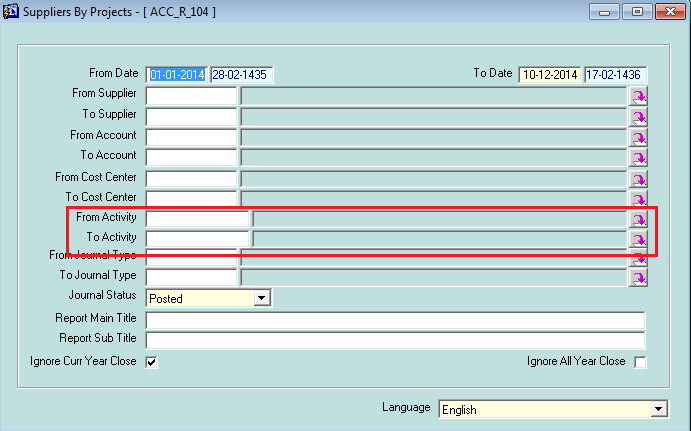 Suppliers By Projects - [ ACC_R_104 ]
From Date 01-01-2014 28-02-1435 To Date 10-12-2014 17-02-1436
From Supplier
To Supplier
From Account
To Account
From Cost Center
To Cost Center
From Activity
To Activity
From Journal Type
To Journal Type
Journal Status Posted
Report Main Title
Report Sub Title
Ignore Curr Year Close Ignore All Year Close
Language English